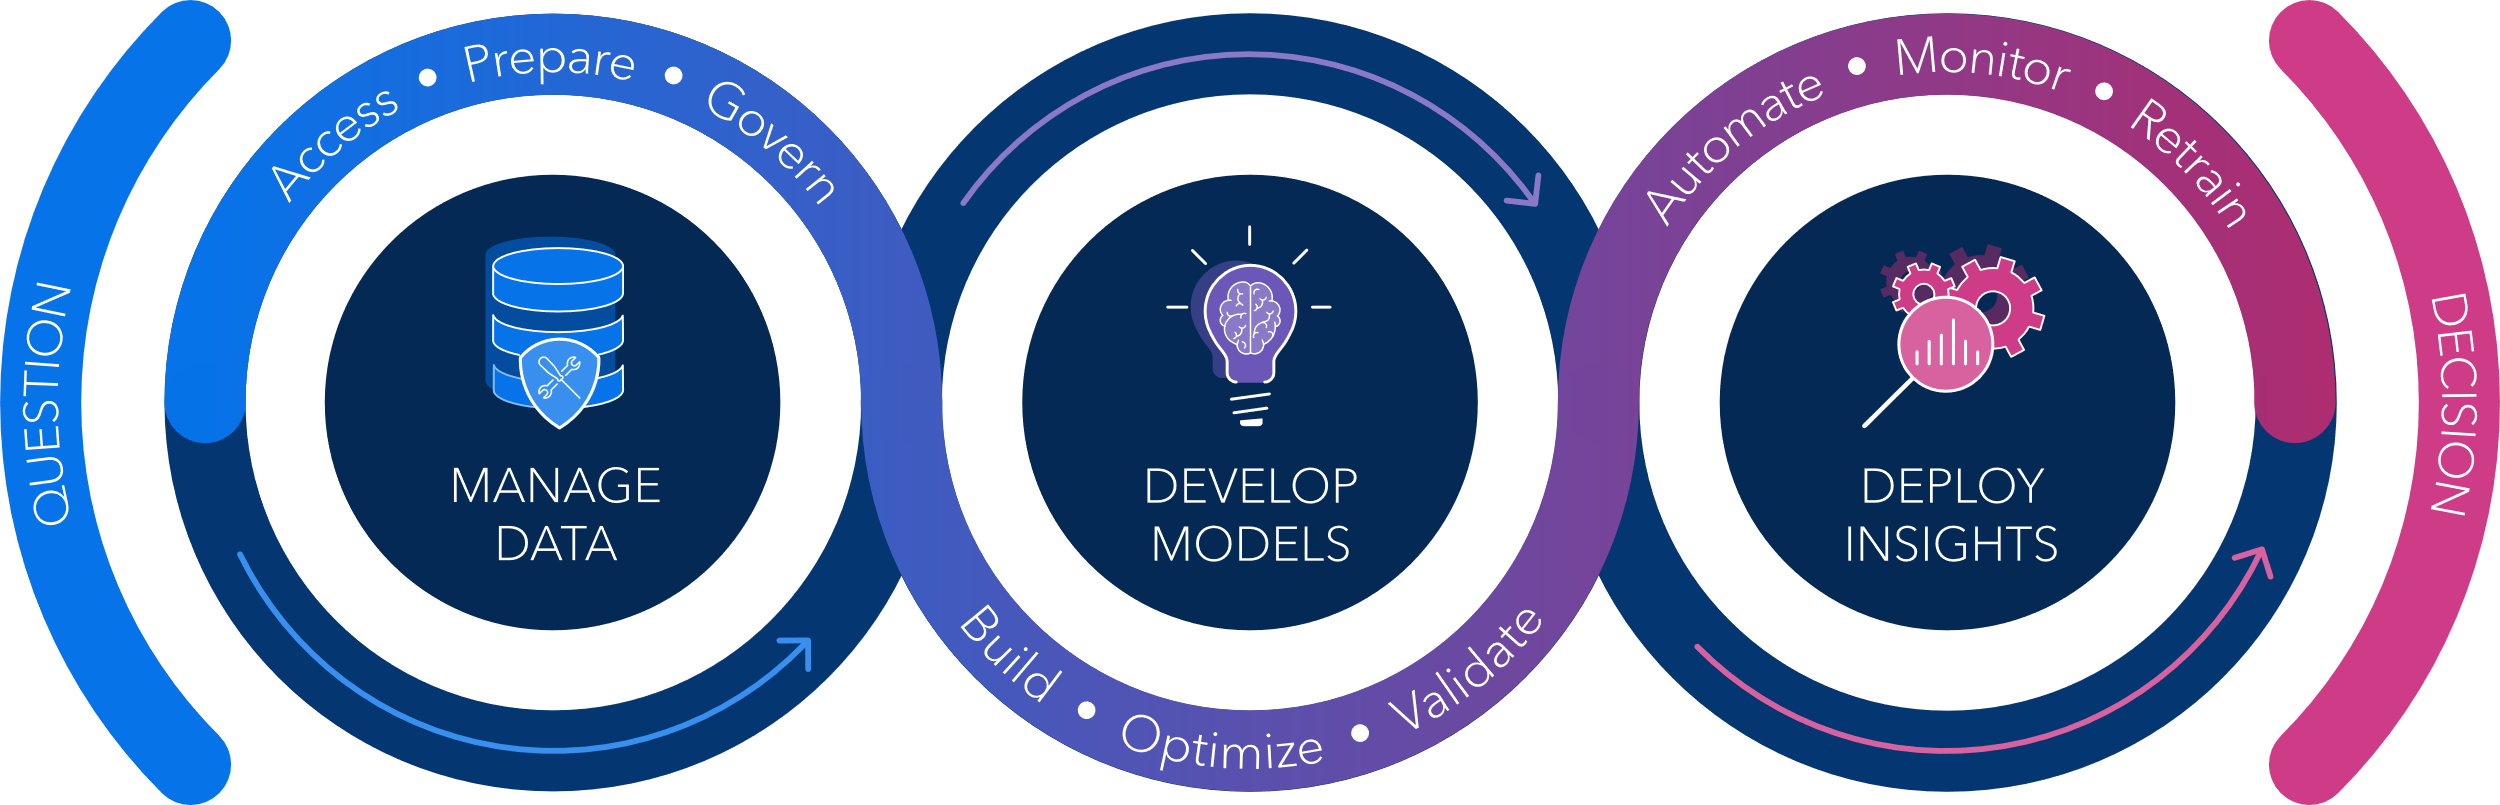 QUESTION
Access • Prepare • Govern
MANAGE
DATA
Build • Optimize • Validate
DEVELOP
MODELS
Automate • Monitor • Retrain
DEPLOY
INSIGHTS
DECISION